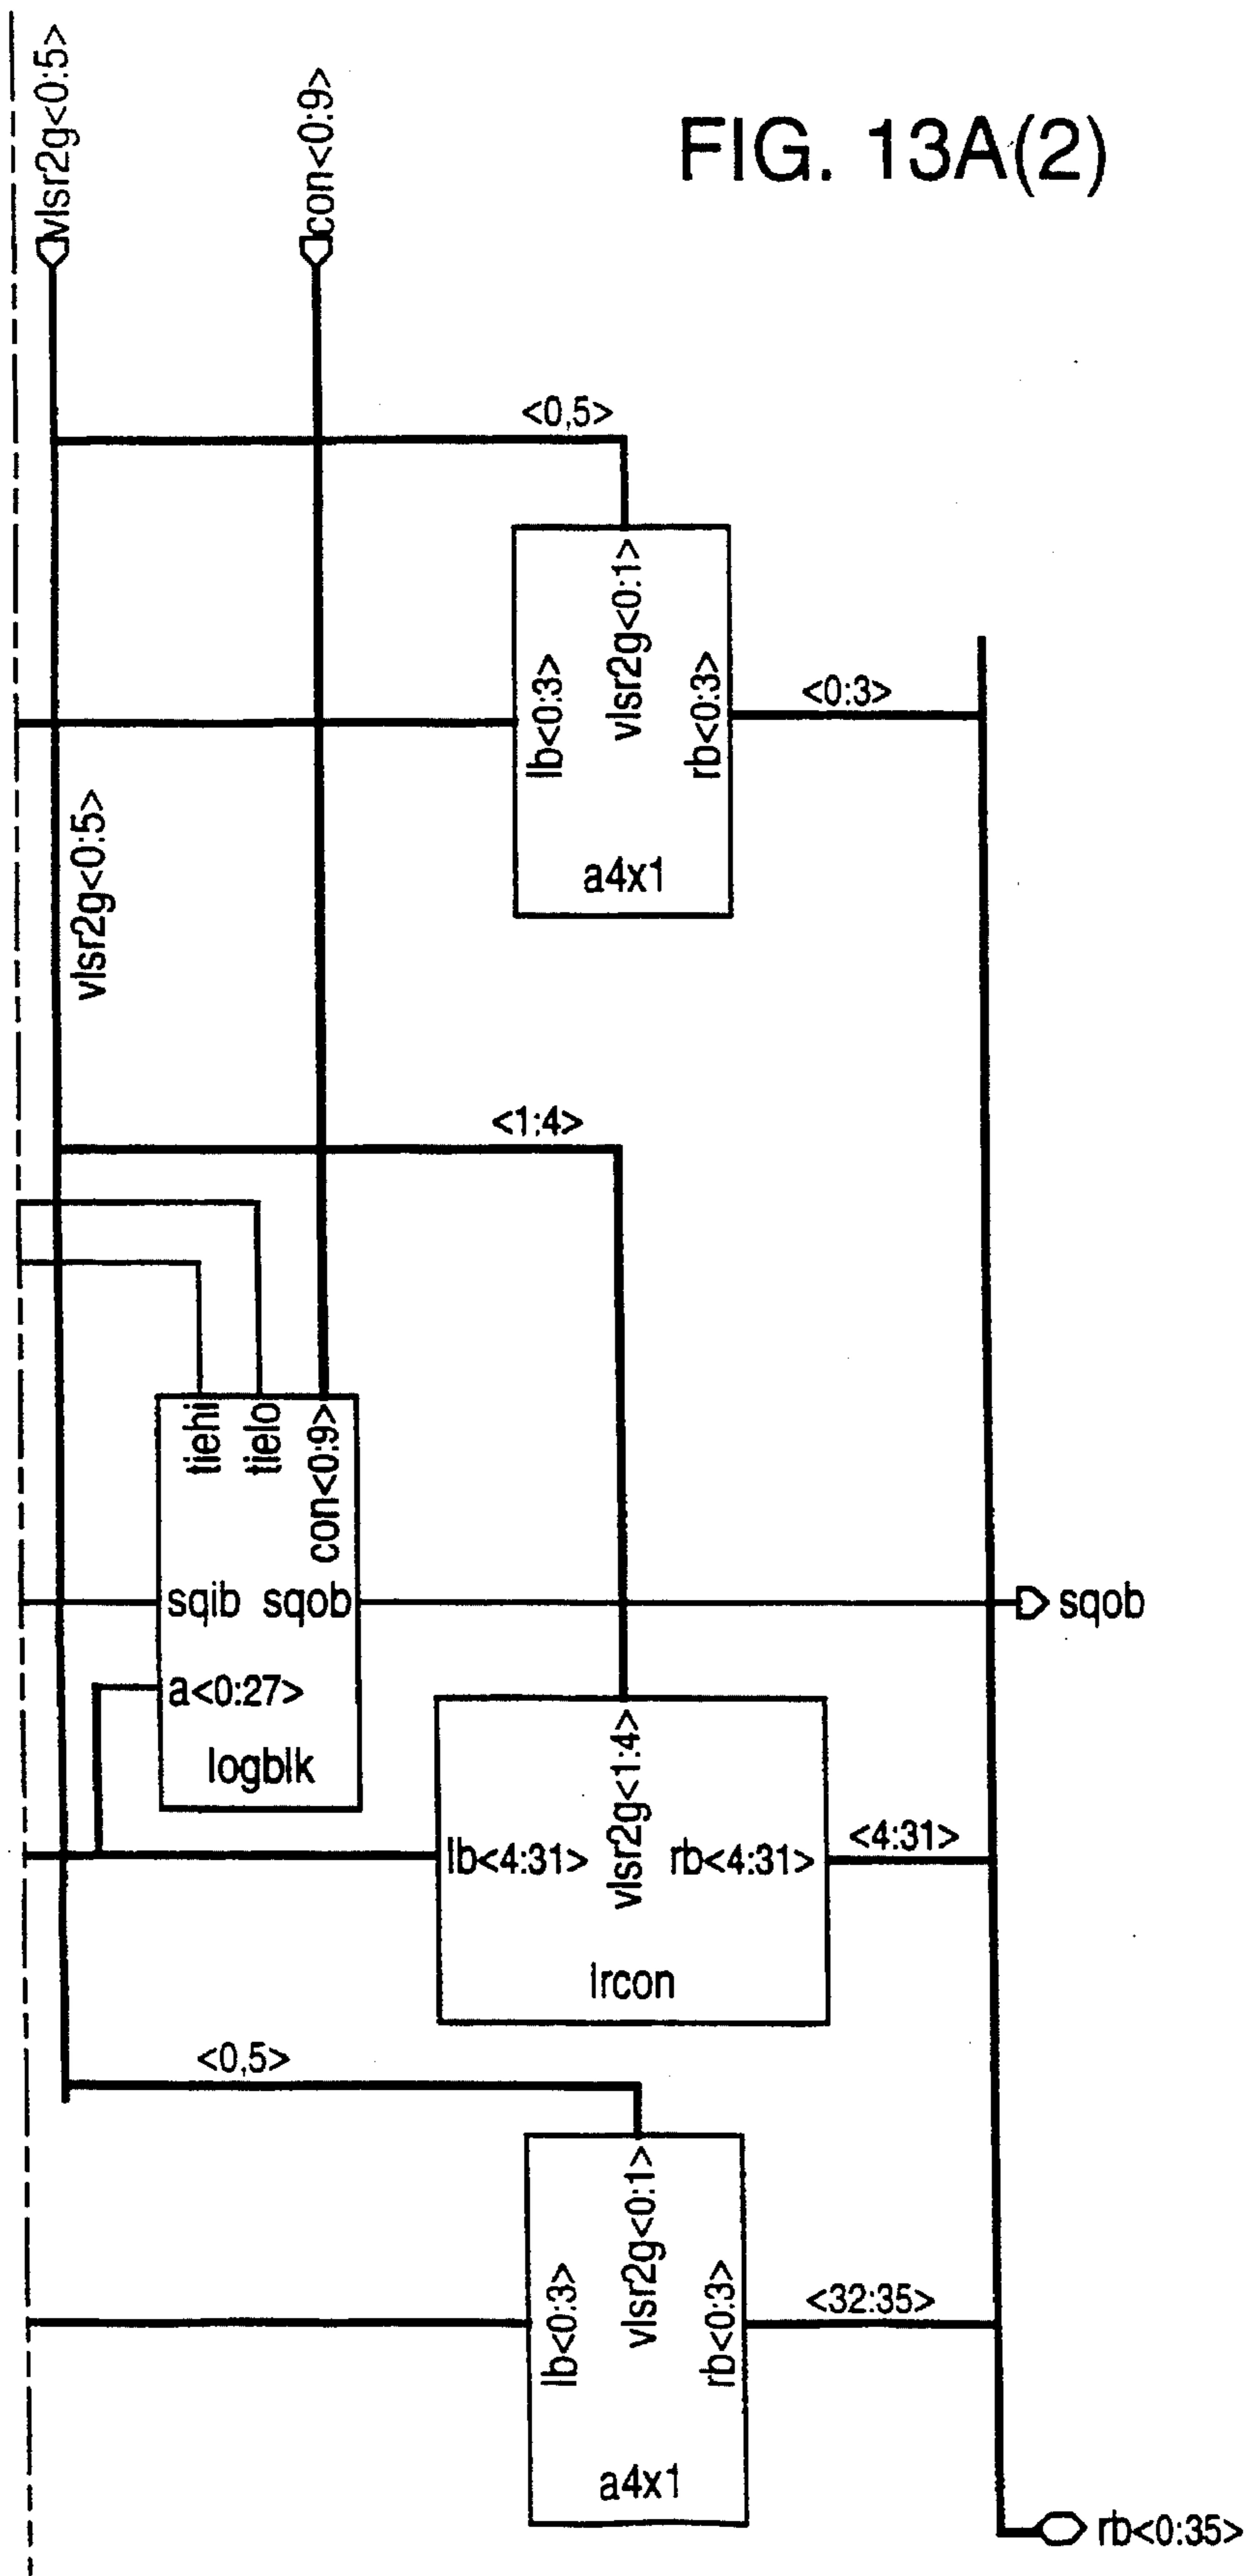 vlsr2g<0:5>
con<0:9>
FIG. 13A(2)
<0,5>
vlsr2g<0:1>
lb<0:3>
rb<0:3>
<0:3>
a4x1
vlsr2g<0:5>
<1:4>
tiehi
tielo
con<0:9>
sqib
sqob
sqob
a<0:27>
logblk
vlsr2g<1:4>
lb<4:31>
rb<4:31>
<4:31>
lrcon
<0,5>
vlsr2g<0:1>
lb<0:3>
rb<0:3>
<32:35>
a4x1
rb<0:35>